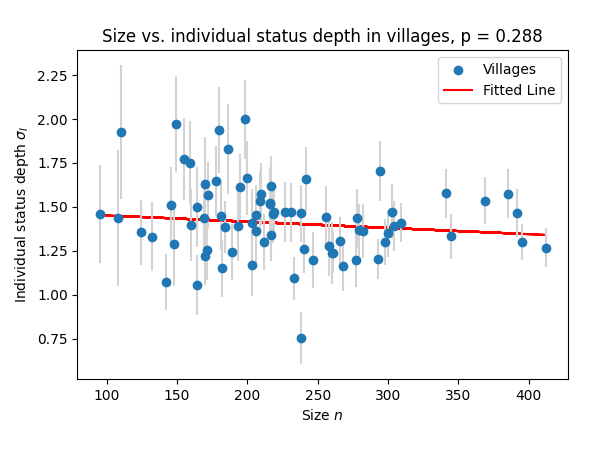 Size vs. individual status depth in villages, p = 0.288
Individual status depth σ_I
2.25
2.00
1.75
1.50
1.25
1.00
0.75
Villages
Fitted Line
100 150 200 250 300 350 400
Size n